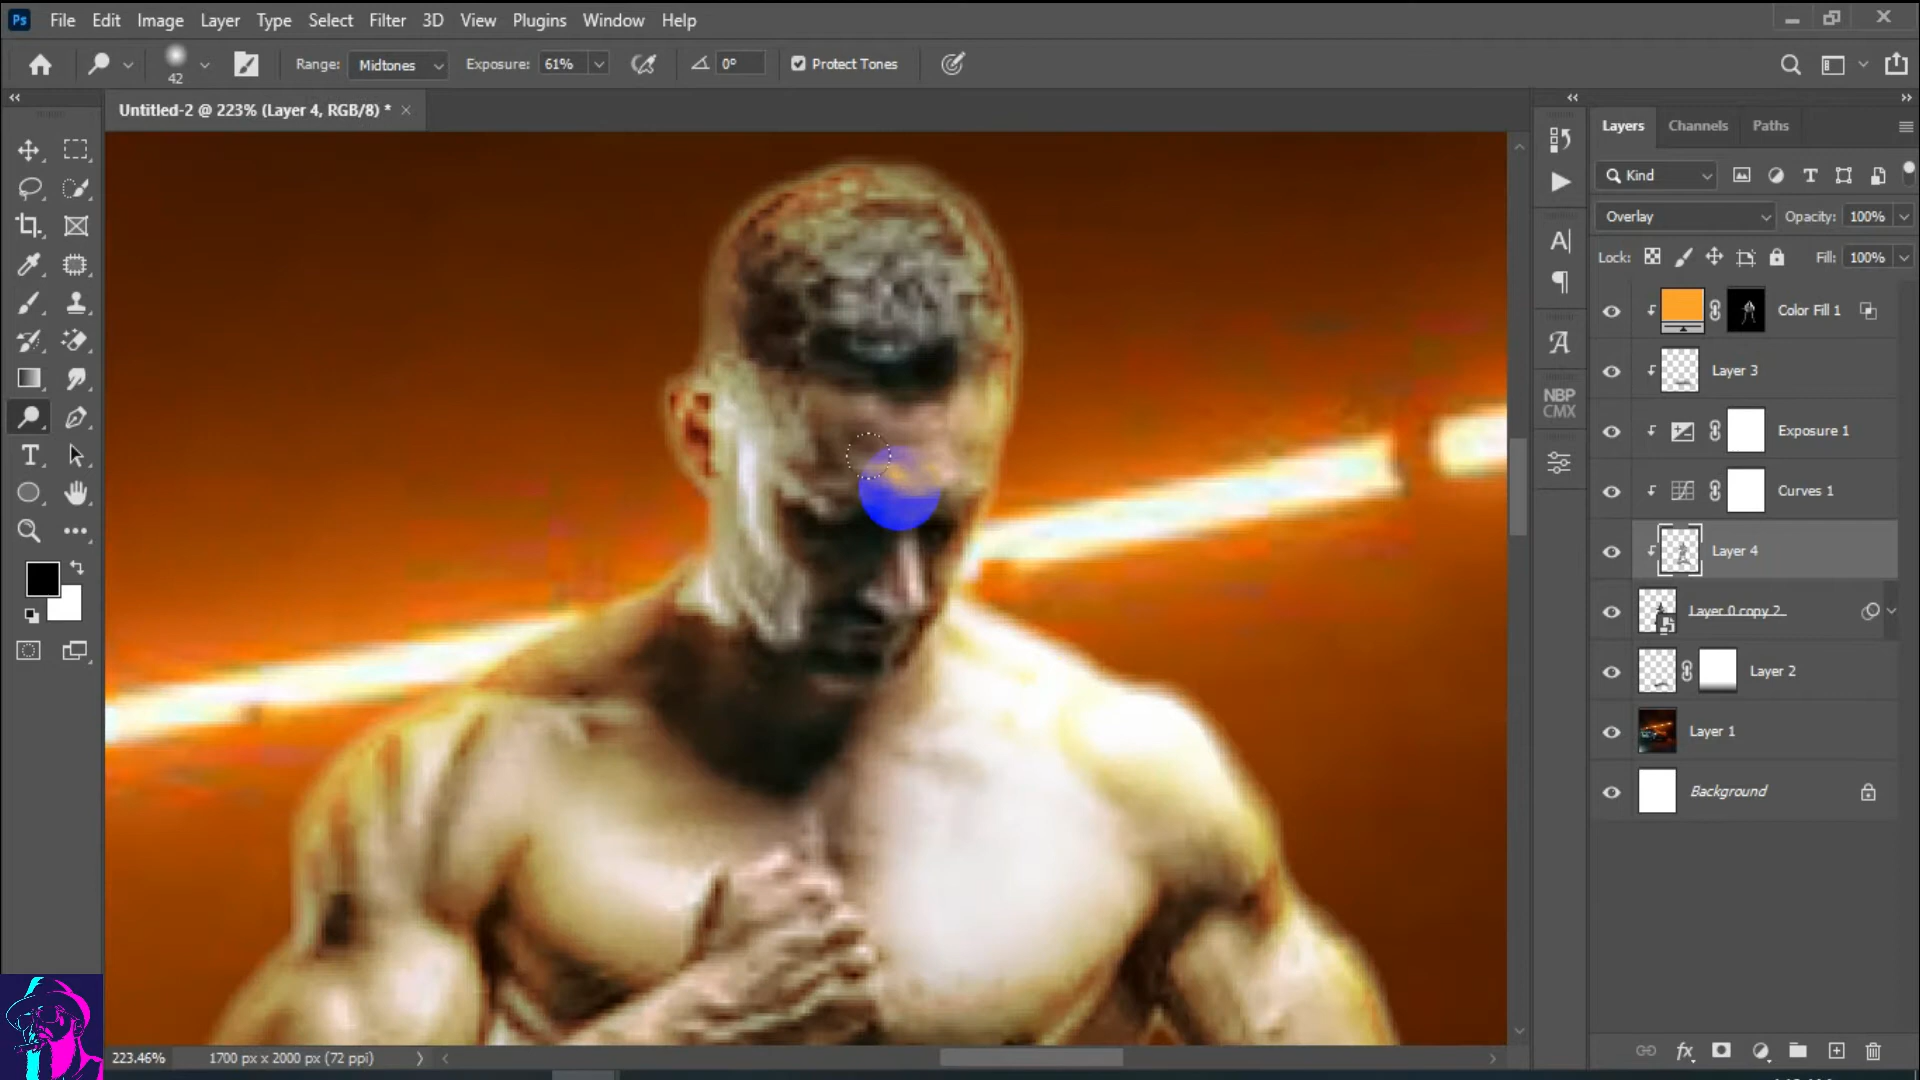 Ps File Edit Image Layer Type Select Filter 3D View Plugins Window Help
42 Range: Midtones Exposure: 61% 0° Protect Tones
Untitled-2 @ 223% (Layer 4, RGB/8) * ×
Layers Channels Paths
Kind
Overlay Opacity: 100%
Lock: Fill: 100%
Color Fill 1
Layer 3
NBP
CMX
Exposure 1
Curves 1
Layer 4
Layer 0 copy 2
Layer 2
Layer 1
Background
223.46% 1700 px x 2000 px (72 ppi)